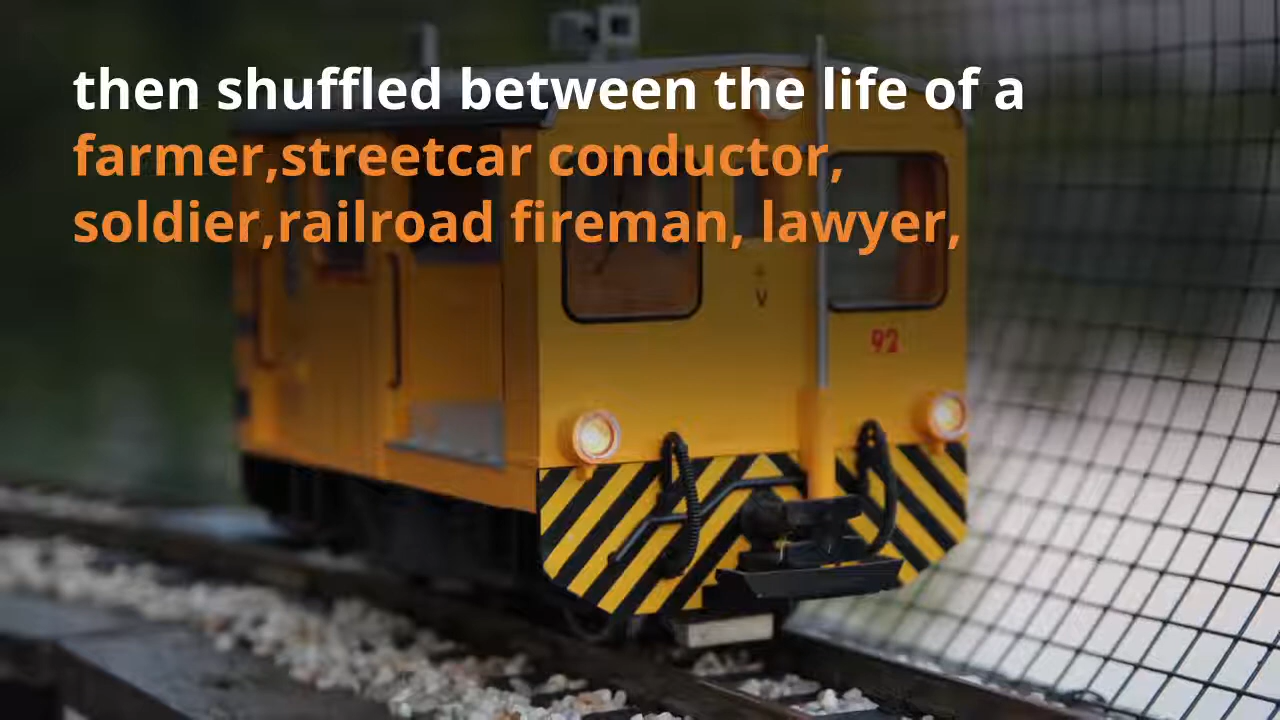 then shuffled between the life of a
farmer,streetcar conductor,
soldier,railroad fireman, lawyer,
V
92